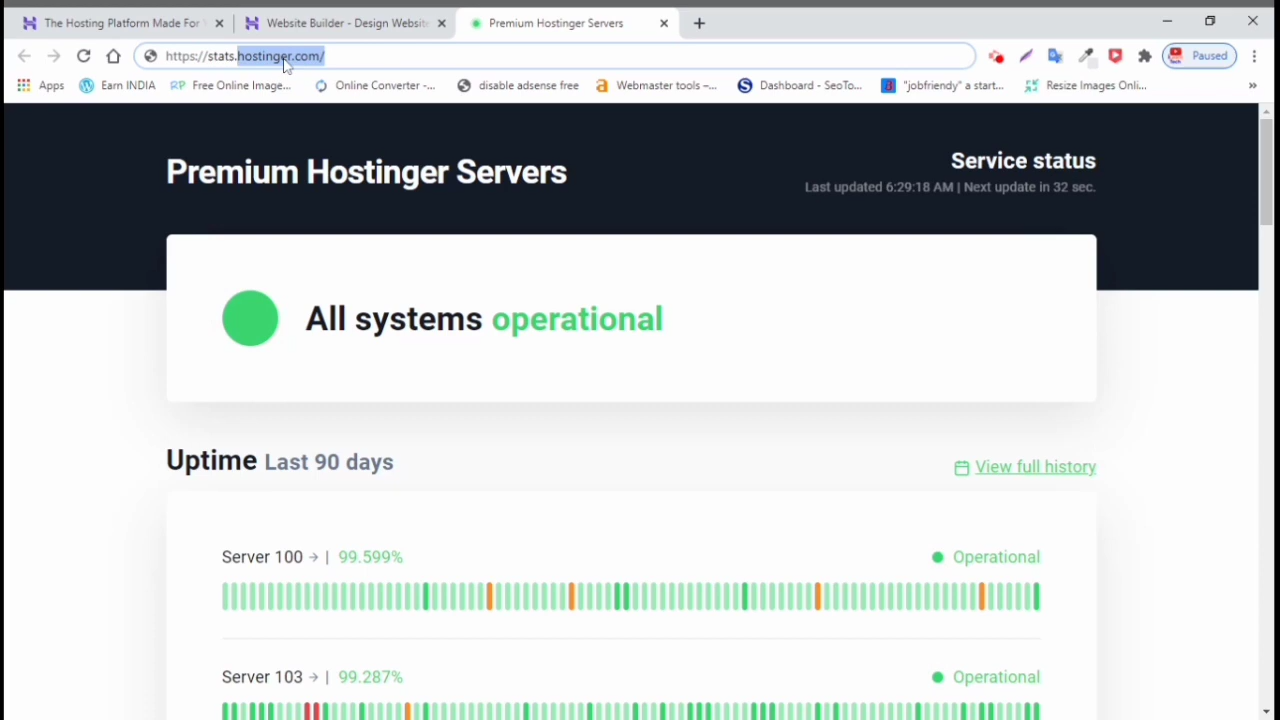 The Hosting Platform Made For
Website Builder - Design Website
Premium Hostinger Servers
https://stats.hostinger.com/
Paused
Apps
Earn INDIA
RP Free Online Image...
Online Converter -...
disable adsense free
a Webmaster tools –...
S Dashboard - SeoTo...
"jobfriendly" a start...
Resize Images Onli...
»
Premium Hostinger Servers
Service status
Last updated 6:29:18 AM | Next update in 32 sec.
All systems operational
Uptime Last 90 days
View full history
Server 100 → | 99.599%
Operational
Server 103 → | 99.287%
Operational